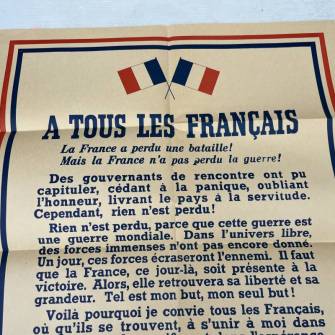 A TOUS LES FRANÇAIS
La France a perdu une bataille!
Mais la France n'a pas perdu la guerre!
Des gouvernants de rencontre ont pu
capituler, cédant à la panique, oubliant
l'honneur, livrant le pays à la servitude.
Cependant, rien n'est perdu!
Rien n'est perdu, parce que cette guerre est
une guerre mondiale. Dans l'univers libre,
des forces immenses n'ont pas encore donné.
Un jour, ces forces écraseront l'ennemi. Il faut
que la France, ce jour-là, soit présente à la
victoire. Alors, elle retrouvera sa liberté et sa
grandeur. Tel est mon but, mon seul but!
Voilà pourquoi je convie tous les Français,
où qu'ils se trouvent, à s'unir à moi dans